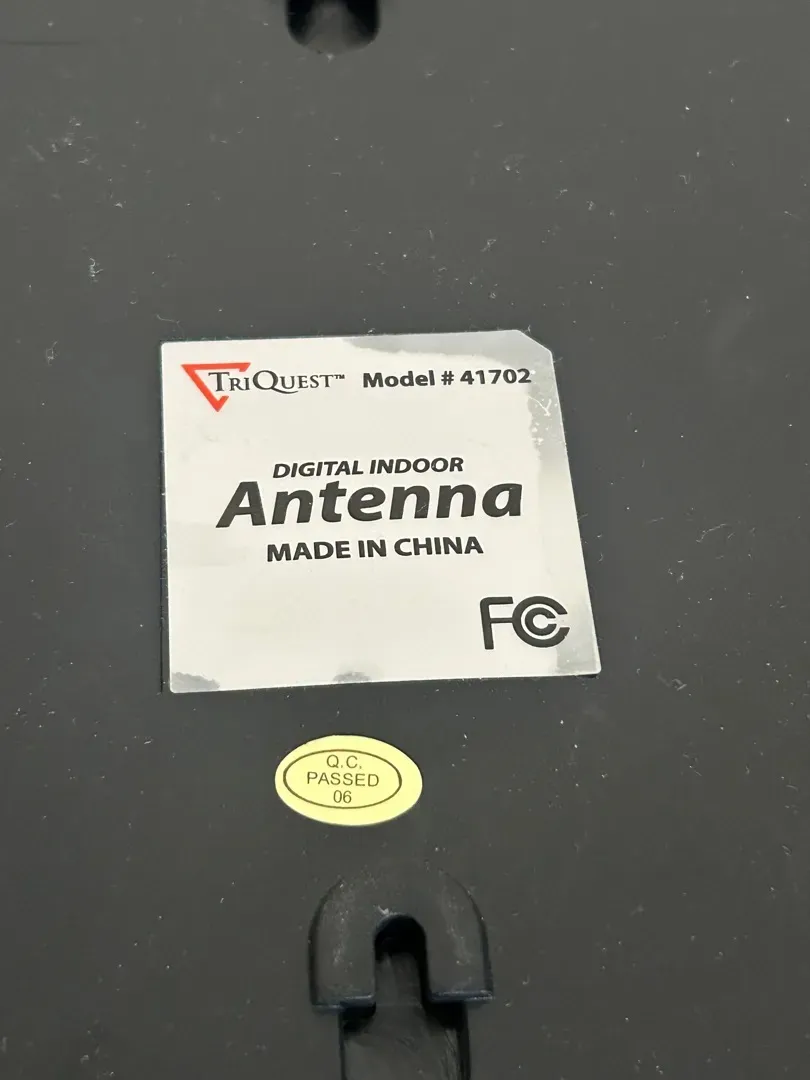 TRIQUEST™ Model # 41702
DIGITAL INDOOR
Antenna
MADE IN CHINA
FC
Q.C.
PASSED
06